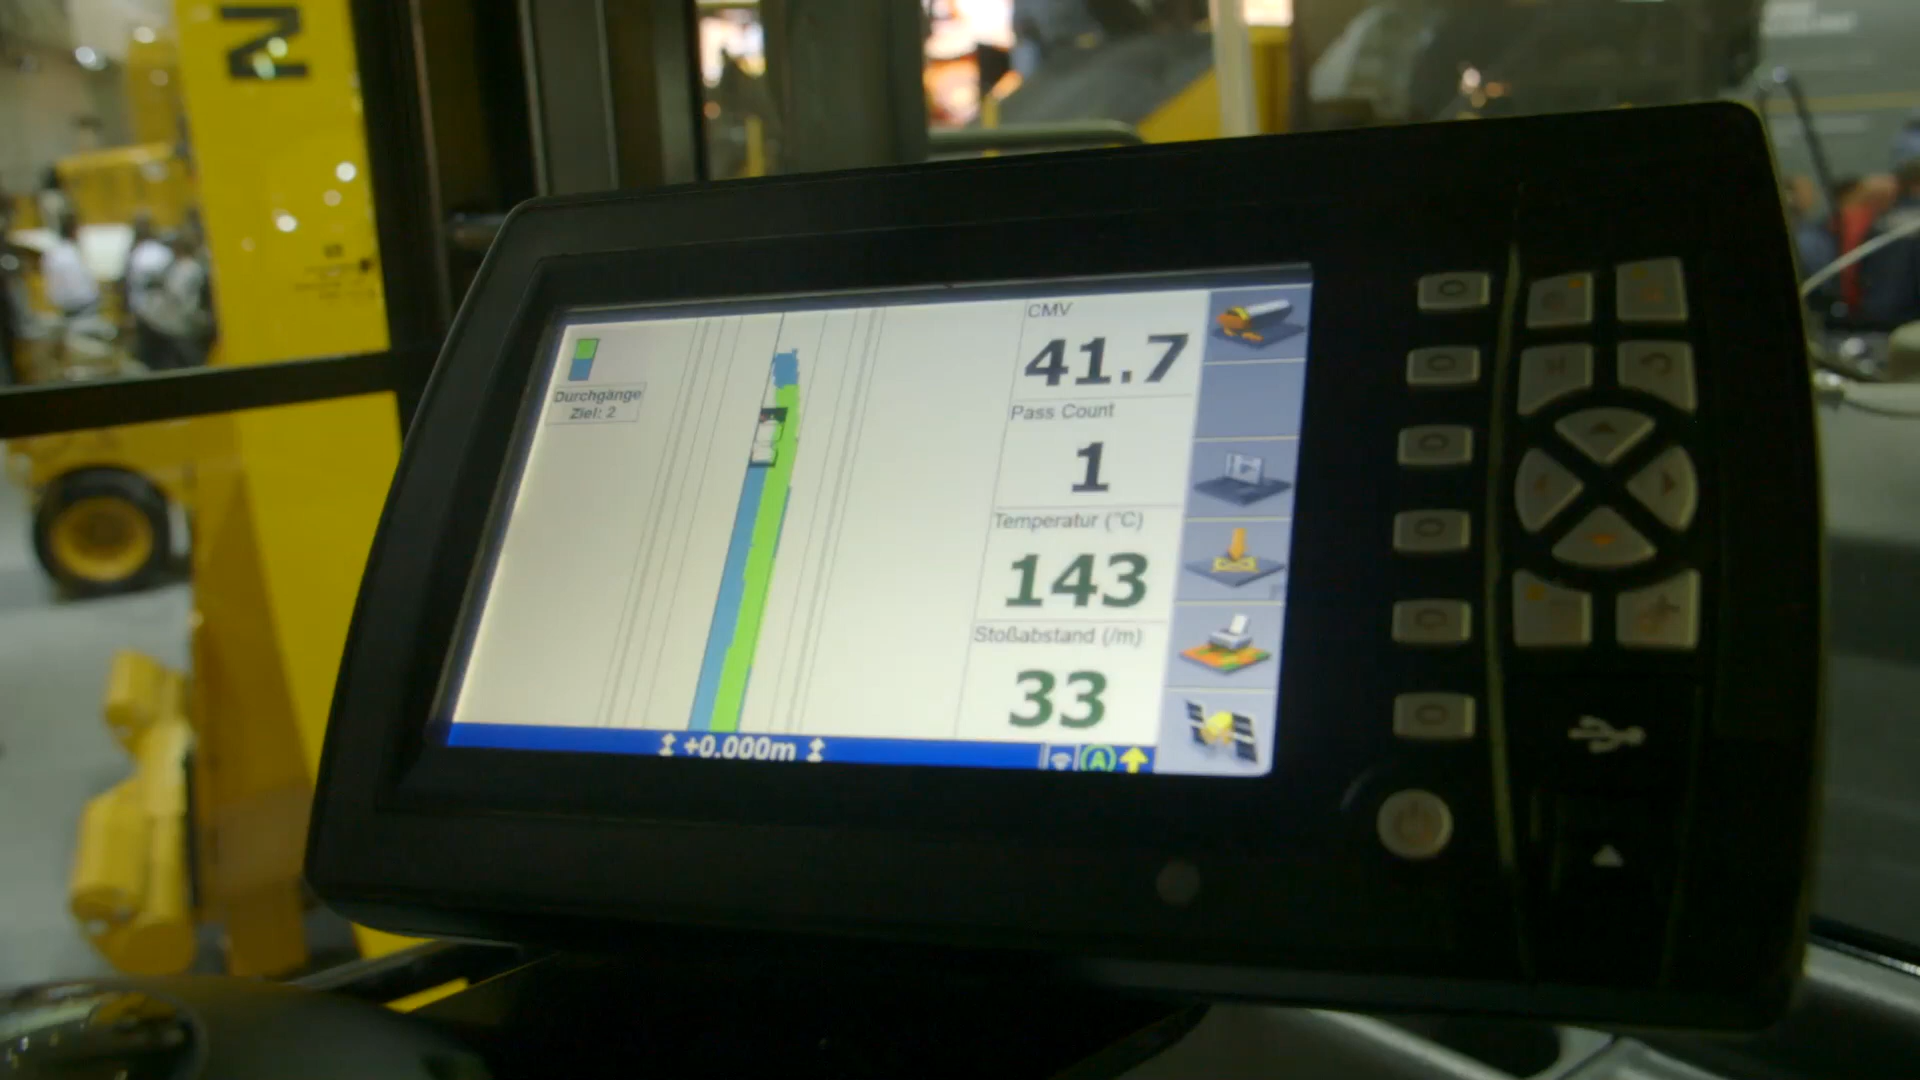 N
Durchgänge
Ziel: 2
CMV
41.7
Pass Count
1
Temperatur (°C)
143
Stoßabstand (/m)
33
+0.000m
A